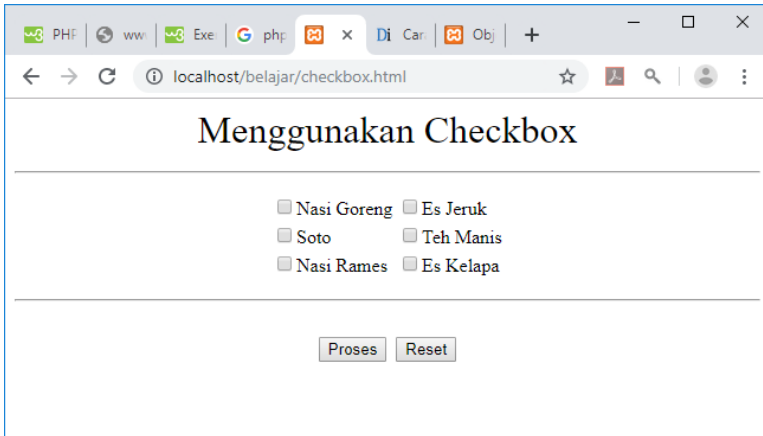 PHP ww Exe php Di Car Obj
localhost/belajar/checkbox.html
Menggunakan Checkbox
Nasi Goreng Es Jeruk
Soto Teh Manis
Nasi Rames Es Kelapa
Proses Reset